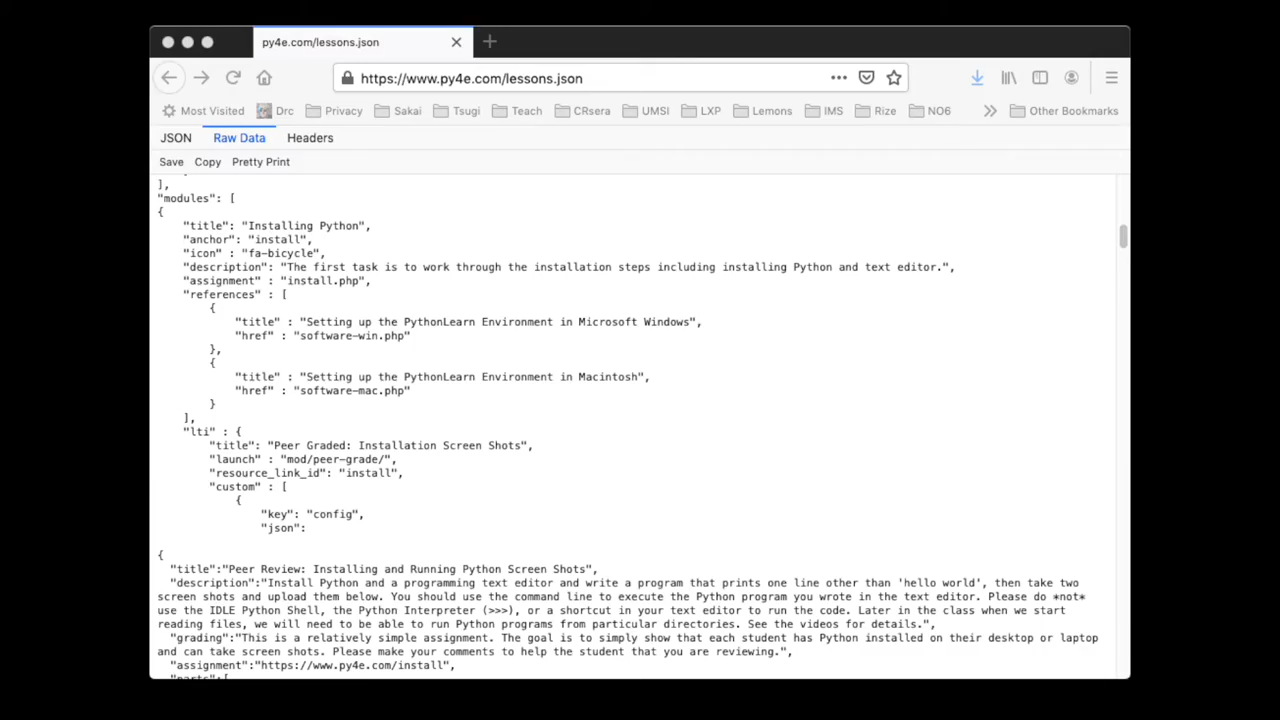 py4e.com/lessons.json
https://www.py4e.com/lessons.json
Most Visited Drc Privacy Sakai Tsugi Teach CRsera UMSI LXP Lemons IMS Rize NO6 Other Bookmarks
JSON Raw Data Headers
Save Copy Pretty Print
],
"modules": [
{
"title": "Installing Python",
"anchor": "install",
"icon" : "fa-bicycle",
"description": "The first task is to work through the installation steps including installing Python and text editor.",
"assignment" : "install.php",
"references" : [
{
"title" : "Setting up the PythonLearn Environment in Microsoft Windows",
"href" : "software-win.php"
},
{
"title" : "Setting up the PythonLearn Environment in Macintosh",
"href" : "software-mac.php"
}
],
"lti" : {
"title": "Peer Graded: Installation Screen Shots",
"launch" : "mod/peer-grade/",
"resource_link_id": "install",
"custom" : [
{
"key": "config",
"json":
{
"title":"Peer Review: Installing and Running Python Screen Shots",
"description":"Install Python and a programming text editor and write a program that prints one line other than 'hello world', then take two
screen shots and upload them below. You should use the command line to execute the Python program you wrote in the text editor. Please do *not*
use the IDLE Python Shell, the Python Interpreter (>>>), or a shortcut in your text editor to run the code. Later in the class when we start
reading files, we will need to be able to run Python programs from particular directories. See the videos for details.",
"grading":"This is a relatively simple assignment. The goal is to simply show that each student has Python installed on their desktop or laptop
and can take screen shots. Please make your comments to help the student that you are reviewing.",
"assignment":"https://www.py4e.com/install",
"parts":[